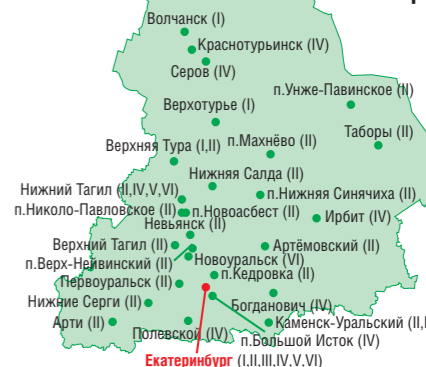 Волчанск (I)
Краснотурьинск (IV)
Серов (IV)
п.Унже-Павинское (II)
Верхотурье (I)
Таборы (II)
п.Махнёво (II)
Верхняя Тура (I,II)
Нижняя Салда (II)
Нижний Тагил (II,IV,V,VI)
п.Нижняя Синячиха (II)
п.Николо-Павловское (II)
п.Новоасбест (II)
Ирбит (IV)
Невьянск (II)
Верхний Тагил (II)
Артёмовский (II)
п.Верх-Нейвинский (II)
Новоуральск (VI)
п.Кедровка (II)
Первоуральск (II)
Нижние Серги (II)
Богданович (IV)
Арти (II)
Полевской (IV)
Каменск-Уральский (II,
п.Большой Исток (IV)
Екатеринбург (I,II,III,IV,V,VI)